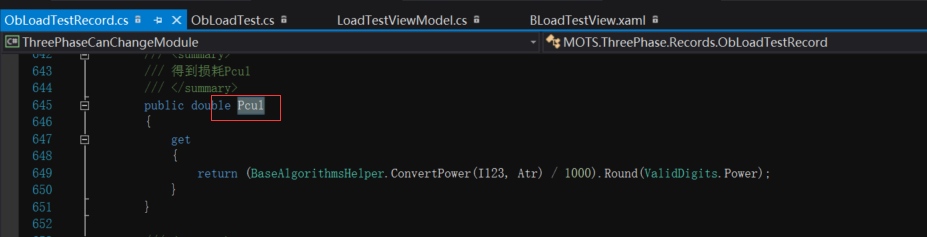 ObLoadTestRecord.cs ObLoadTest.cs LoadTestViewModel.cs BLoadTestView.xaml
ThreePhaseCanChangeModule MOTS.ThreePhase.Records.ObLoadTestRecord
642 /// <summary>
643 /// 得到损耗Pcu1
644 /// </summary>
645 public double Pcu1
646 {
647 get
648 {
649 return (BaseAlgorithmsHelper.ConvertPower(I123, Atr) / 1000).Round(ValidDigits.Power);
650 }
651 }
652